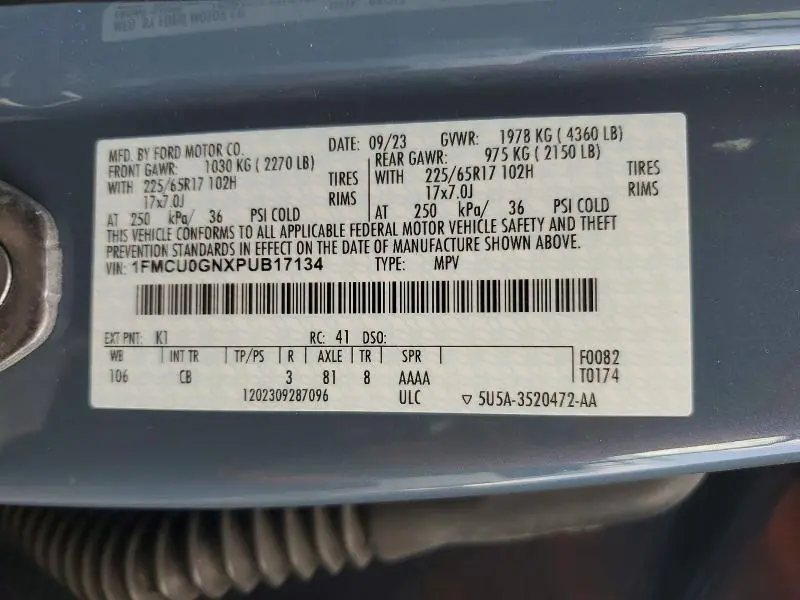 MFD. BY FORD MOTOR CO. DATE: 09/23 GVWR: 1978 KG ( 4360 LB)
FRONT GAWR: 1030 KG ( 2270 LB) REAR GAWR: 975 KG ( 2150 LB)
WITH 225/65R17 102H TIRES WITH 225/65R17 102H TIRES
17x7.0J RIMS 17x7.0J RIMS
AT 250 kPa/ 36 PSI COLD AT 250 kPa/ 36 PSI COLD
THIS VEHICLE CONFORMS TO ALL APPLICABLE FEDERAL MOTOR VEHICLE SAFETY AND THEFT
PREVENTION STANDARDS IN EFFECT ON THE DATE OF MANUFACTURE SHOWN ABOVE.
VIN: 1FMCU0GNXPUB17134 TYPE: MPV
EXT PNT: K1 RC: 41 DSO:
WB INT TR TP/PS R AXLE TR SPR F0082
106 CB 3 81 8 AAAA T0174
1202309287096 ULC ▽ 5U5A-3520472-AA